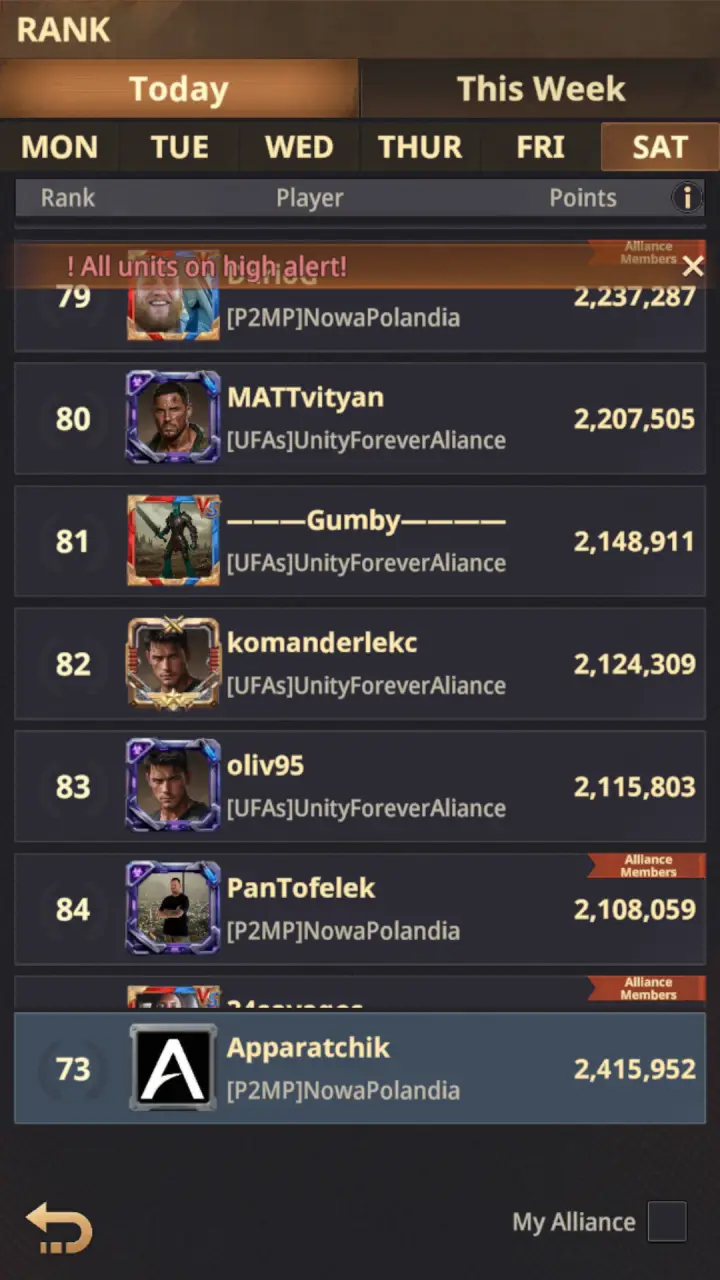 RANK
Today
This Week
MON
TUE
WED
THUR
FRI
SAT
Rank
Player
Points
! All units on high alert!
Alliance
Members
79
2,237,287
[P2MP]NowaPolandia
80
MATTvityan
2,207,505
[UFAs]UnityForeverAliance
81
VS
———Gumby————
2,148,911
[UFAs]UnityForeverAliance
82
komanderlekc
2,124,309
[UFAs]UnityForeverAliance
83
oliv95
2,115,803
[UFAs]UnityForeverAliance
Alliance
Members
84
PanTofelek
2,108,059
[P2MP]NowaPolandia
Alliance
Members
VS
73
Apparatchik
2,415,952
[P2MP]NowaPolandia
My Alliance